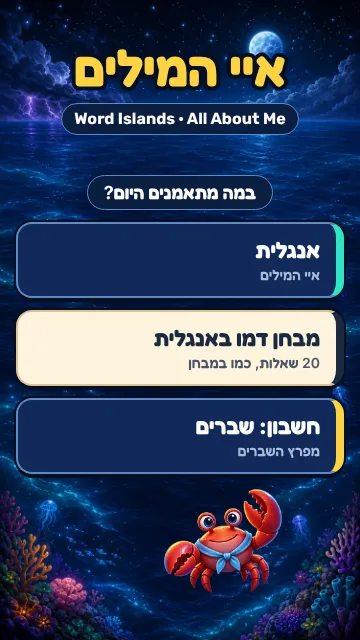 איי המילים
Word Islands • All About Me
במה מתאמנים היום?
אנגלית
איי המילים
מבחן דמו באנגלית
20 שאלות, כמו במבחן
חשבון: שברים
מפרץ השברים